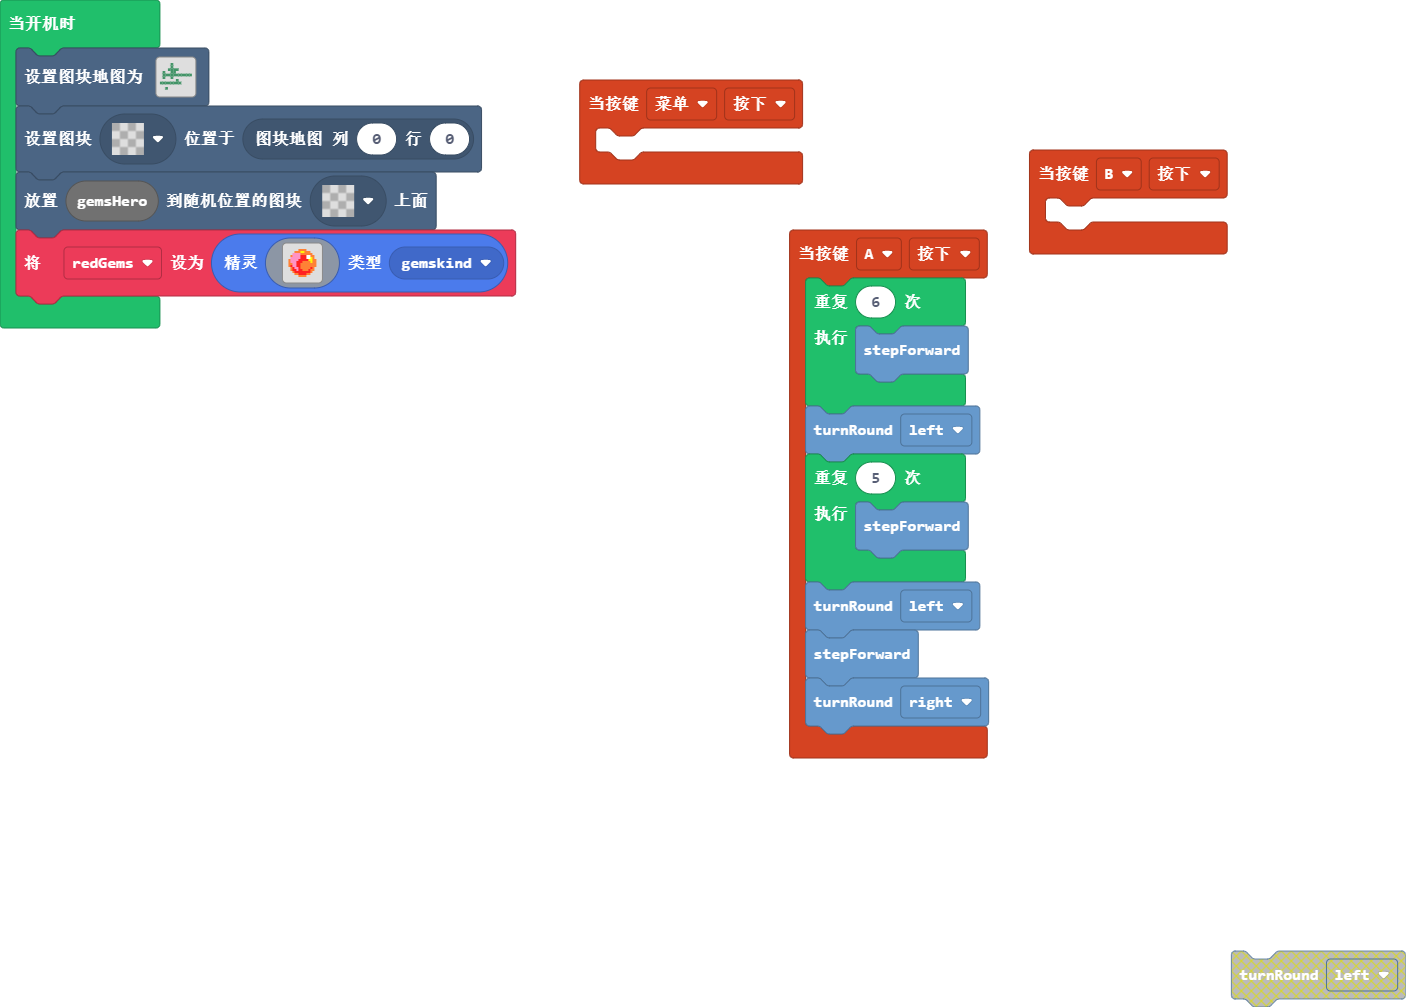 当开机时
设置图块地图为
设置图块 位置于 图块地图 列 0 行 0
放置 gemsHero 到随机位置的图块 上面
将 redGems 设为 精灵 类型 gemskind
当按键 菜单 按下
当按键 B 按下
当按键 A 按下
重复 6 次
执行 stepForward
turnRound left
重复 5 次
执行 stepForward
turnRound left
stepForward
turnRound right
turnRound left